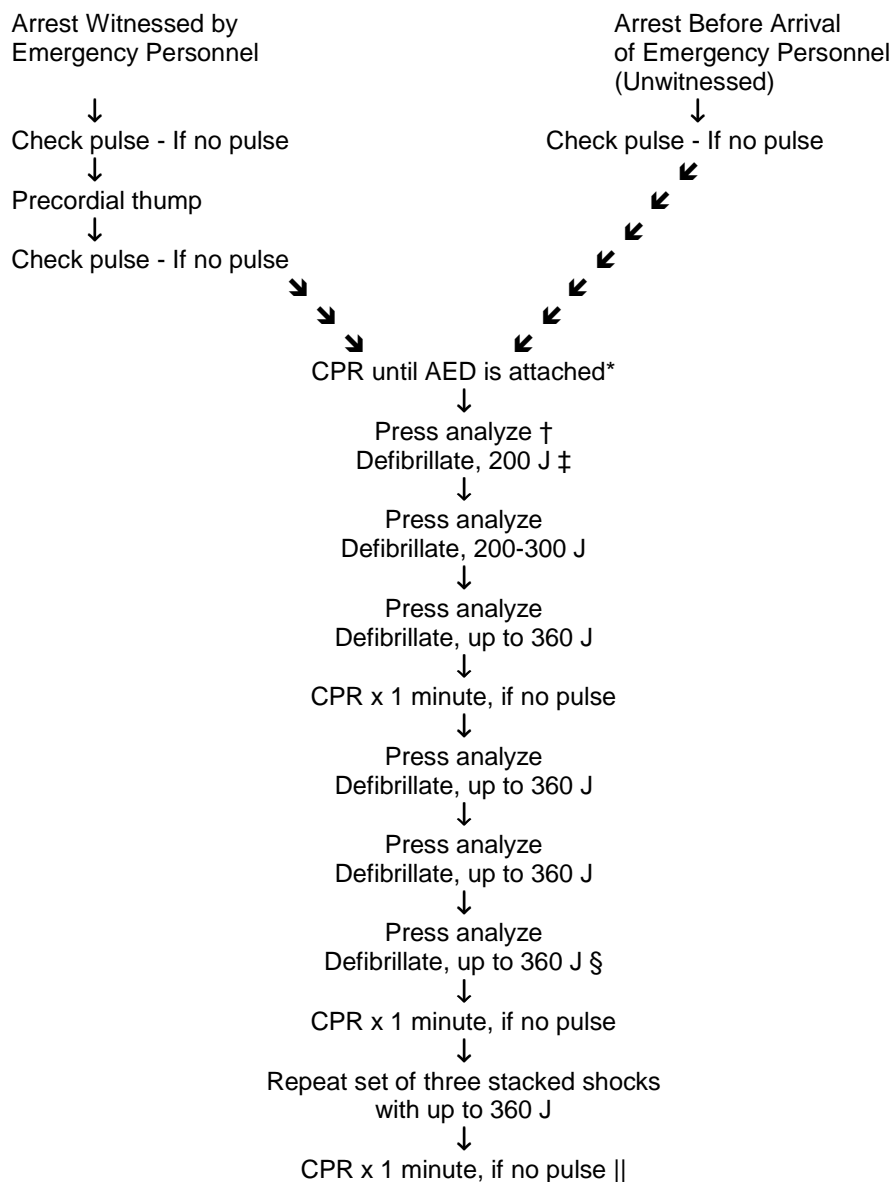 Arrest Witnessed by
Emergency Personnel
Arrest Before Arrival
of Emergency Personnel
(Unwitnessed)
↓
↓
Check pulse - If no pulse
Check pulse - If no pulse
↓
Precordial thump
↓
Check pulse - If no pulse
CPR until AED is attached*
↓
Press analyze †
Defibrillate, 200 J ‡
↓
Press analyze
Defibrillate, 200-300 J
↓
Press analyze
Defibrillate, up to 360 J
↓
CPR x 1 minute, if no pulse
↓
Press analyze
Defibrillate, up to 360 J
↓
Press analyze
Defibrillate, up to 360 J
↓
Press analyze
Defibrillate, up to 360 J §
↓
CPR x 1 minute, if no pulse
↓
Repeat set of three stacked shocks
with up to 360 J
↓
CPR x 1 minute, if no pulse ||